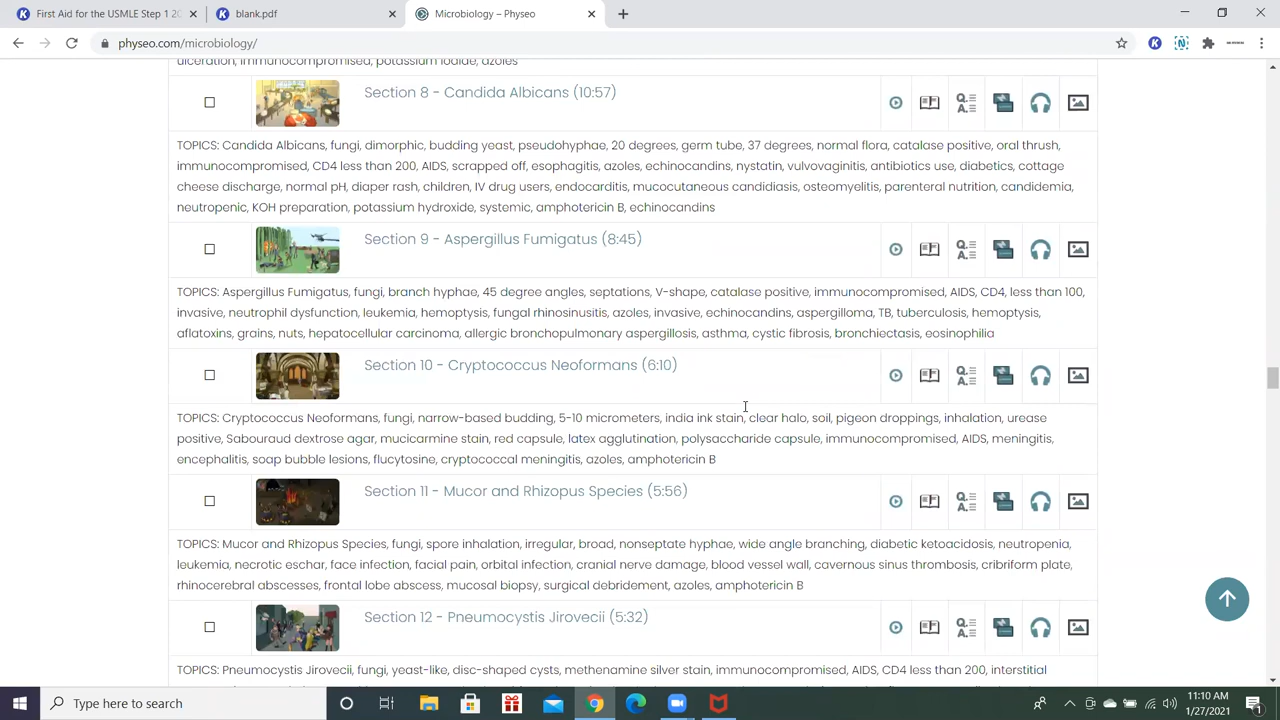 First Aid for the USMLE Step 1 20
blank.pdf
Microbiology – Physeo
physeo.com/microbiology/
ulceration, immunocompromised, potassium iodide, azoles
Section 8 - Candida Albicans (10:57)
TOPICS: Candida Albicans, fungi, dimorphic, budding yeast, pseudohyphae, 20 degrees, germ tube, 37 degrees, normal flora, catalase positive, oral thrush,
immunocompromised, CD4 less than 200, AIDS, scrapped off, esophagitis, azoles, echinocandins, nystatin, vulvovaginitis, antibiotics use, diabetics, cottage
cheese discharge, normal pH, diaper rash, children, IV drug users, endocarditis, mucocutaneous candidiasis, osteomyelitis, parenteral nutrition, candidemia,
neutropenic, KOH preparation, potassium hydroxide, systemic, amphotericin B, echinocandins
Section 9 - Aspergillus Fumigatus (8:45)
TOPICS: Aspergillus Fumigatus, fungi, branch hyphae, 45 degree angles, septations, V-shape, catalase positive, immunocompromised, AIDS, CD4, less than 100,
invasive, neutrophil dysfunction, leukemia, hemoptysis, fungal rhinosinusitis, azoles, invasive, echinocandins, aspergilloma, TB, tuberculosis, hemoptysis,
aflatoxins, grains, nuts, hepatocellular carcinoma, allergic bronchopulmonary aspergillosis, asthma, cystic fibrosis, bronchiectasis, eosinophilia
Section 10 - Cryptococcus Neoformans (6:10)
TOPICS: Cryptococcus Neoformans, fungi, narrow-based budding, 5-10 micrometers, india ink stain, clear halo, soil, pigeon droppings, inhalation, urease
positive, Sabouraud dextrose agar, mucicarmine stain, red capsule, latex agglutination, polysaccharide capsule, immunocompromised, AIDS, meningitis,
encephalitis, soap bubble lesions, flucytosine, cryptococcal meningitis, azoles, amphotericin B
Section 11 - Mucor and Rhizopus Species (5:56)
TOPICS: Mucor and Rhizopus Species, fungi, spore inhalation, irregular, broad, nonseptate hyphae, wide angle branching, diabetic ketoacidosis, neutropenia,
leukemia, necrotic eschar, face infection, facial pain, orbital infection, cranial nerve damage, blood vessel wall, cavernous sinus thrombosis, cribriform plate,
rhinocerebral abscesses, frontal lobe abscess, mucosal biopsy, surgical debridement, azoles, amphotericin B
Section 12 - Pneumocystis Jirovecii (5:32)
TOPICS: Pneumocystis Jirovecii, fungi, yeast-like, disc-shaped cysts, methenamine silver stain, immunocompromised, AIDS, CD4 less than 200, interstitial
Type here to search
11:10 AM
1/27/2021